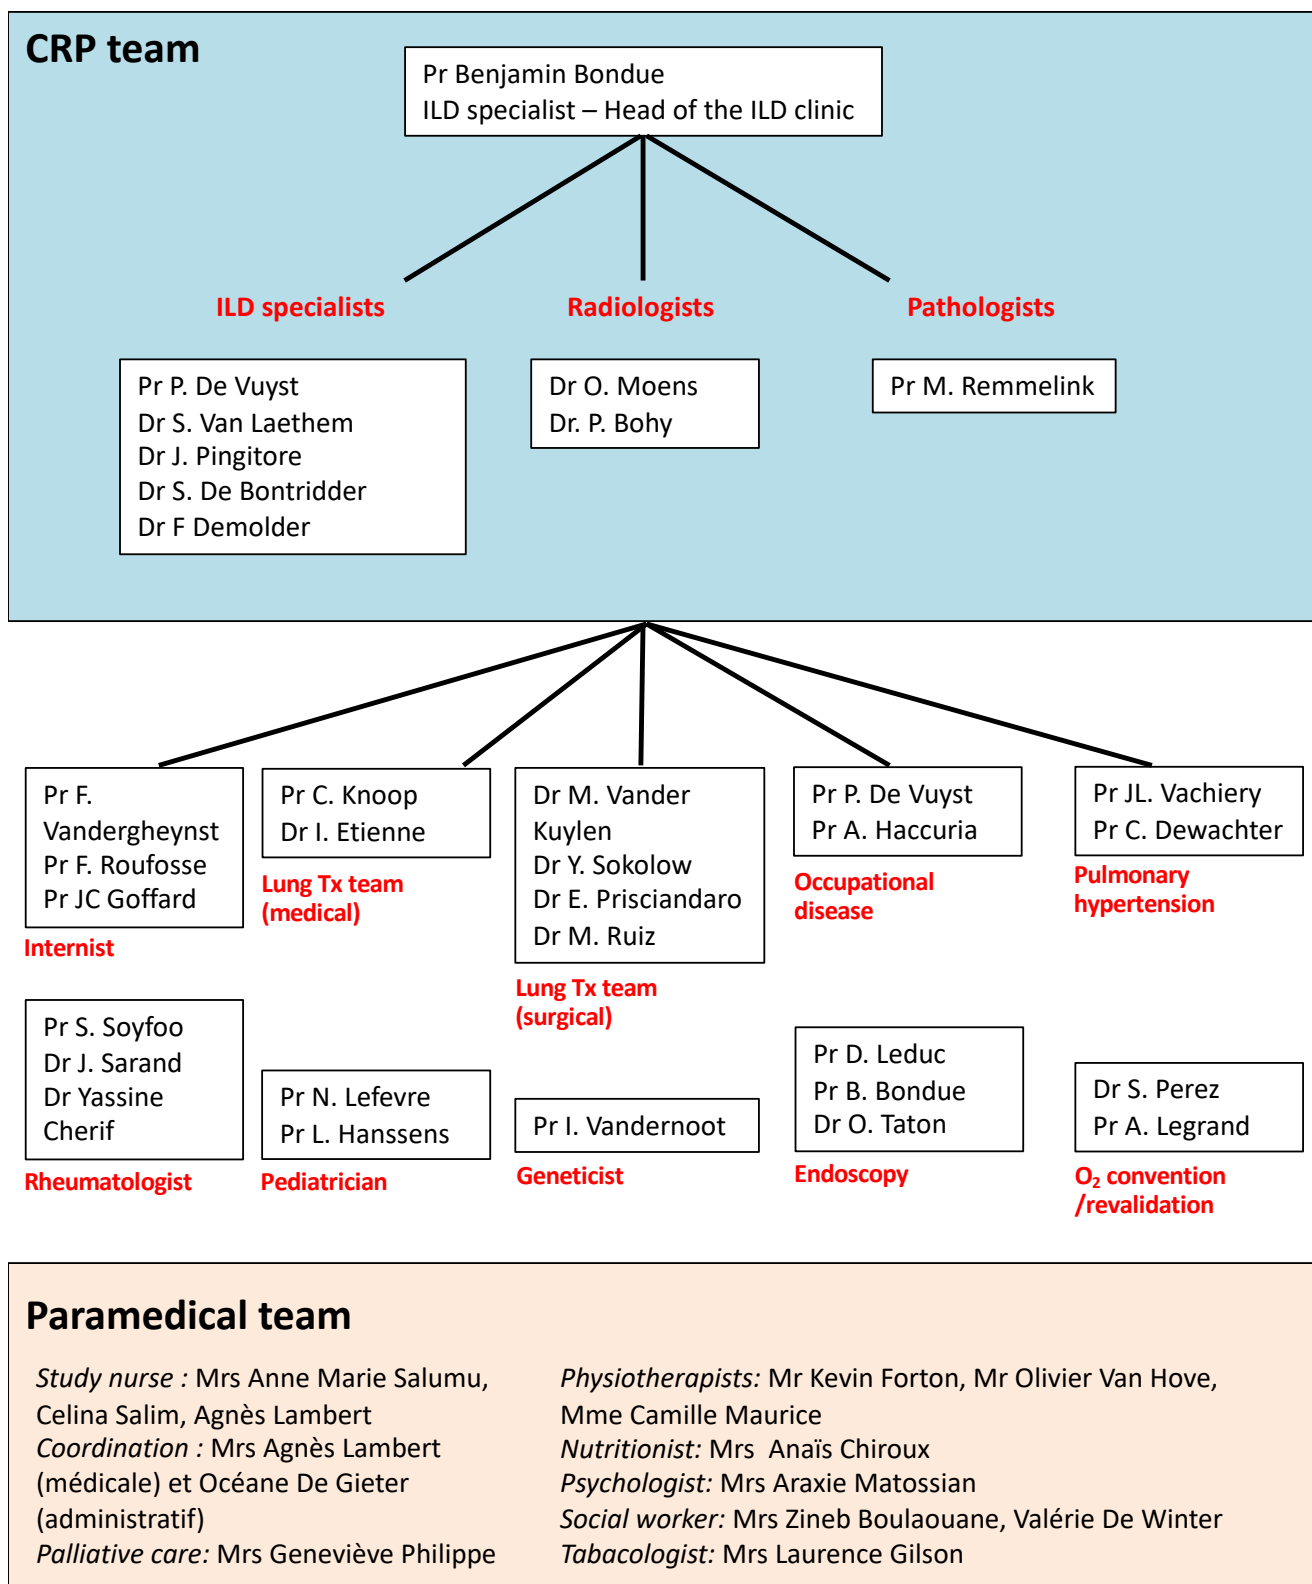 CRP team
Pr Benjamin Bondue
ILD specialist – Head of the ILD clinic
ILD specialists
Pr P. De Vuyst
Dr S. Van Laethem
Dr J. Pingitore
Dr S. De Bontridder
Dr F Demolder
Radiologists
Dr O. Moens
Dr. P. Bohy
Pathologists
Pr M. Remmelink
Pr F.
Vandergheynst
Pr F. Roufosse
Pr JC Goffard
Internist
Pr C. Knoop
Dr I. Etienne
Lung Tx team
(medical)
Dr M. Vander
Kuylen
Dr Y. Sokolow
Dr E. Prisciandaro
Dr M. Ruiz
Lung Tx team
(surgical)
Pr P. De Vuyst
Pr A. Haccuria
Occupational
disease
Pr JL. Vachiery
Pr C. Dewachter
Pulmonary
hypertension
Pr S. Soyfoo
Dr J. Sarand
Dr Yassine
Cherif
Rheumatologist
Pr N. Lefevre
Pr L. Hanssens
Pediatrician
Pr I. Vandernoot
Geneticist
Pr D. Leduc
Pr B. Bondue
Dr O. Taton
Endoscopy
Dr S. Perez
Pr A. Legrand
O₂ convention
/revalidation
Paramedical team
Study nurse : Mrs Anne Marie Salumu,
Celina Salim, Agnès Lambert
Coordination : Mrs Agnès Lambert
(médicale) et Océane De Gieter
(administratif)
Palliative care: Mrs Geneviève Philippe
Physiotherapists: Mr Kevin Forton, Mr Olivier Van Hove,
Mme Camille Maurice
Nutritionist: Mrs  Anaïs Chiroux
Psychologist: Mrs Araxie Matossian
Social worker: Mrs Zineb Boulaouane, Valérie De Winter
Tabacologist: Mrs Laurence Gilson